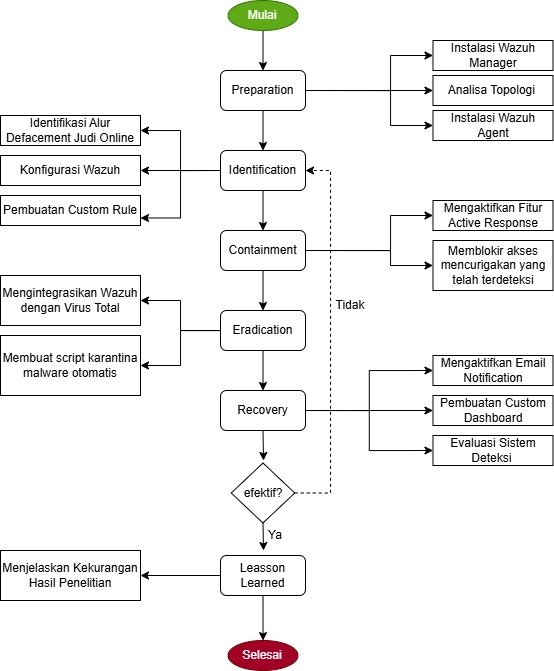 Mulai
Instalasi Wazuh
Manager
Preparation
Analisa Topologi
Instalasi Wazuh
Agent
Identifikasi Alur
Defacement Judi Online
Identification
Konfigurasi Wazuh
Pembuatan Custom Rule
Mengaktifkan Fitur
Active Response
Containment
Memblokir akses
mencurigakan yang
telah terdeteksi
Mengintegrasikan Wazuh
dengan Virus Total
Tidak
Eradication
Membuat script karantina
malware otomatis
Mengaktifkan Email
Notification
Recovery
Pembuatan Custom
Dashboard
Evaluasi Sistem
Deteksi
efektif?
Ya
Menjelaskan Kekurangan
Hasil Penelitian
Leasson
Learned
Selesai